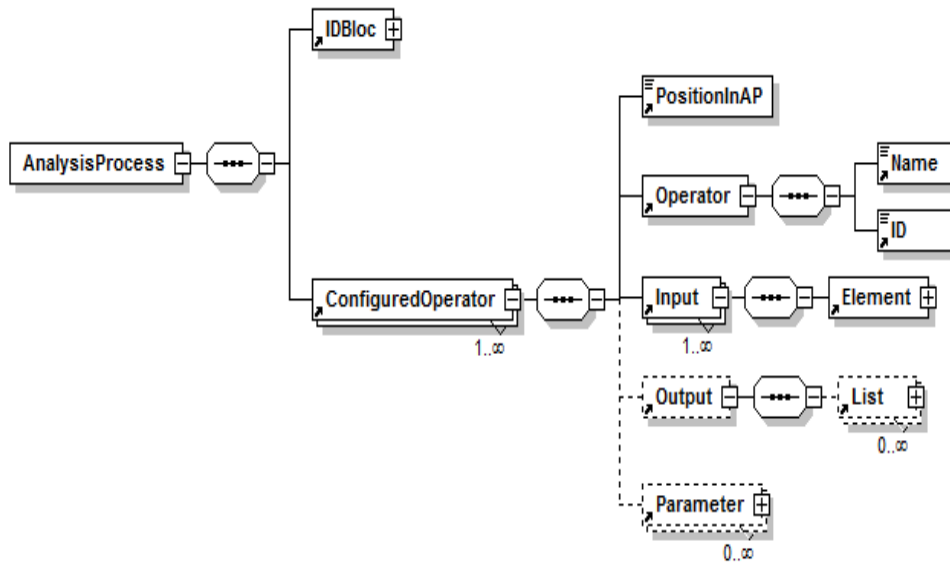 IDBloc
PositionInAP
AnalysisProcess
Name
Operator
ID
ConfiguredOperator
1..∞
Input
1..∞
Element
Output
List
0..∞
Parameter
0..∞